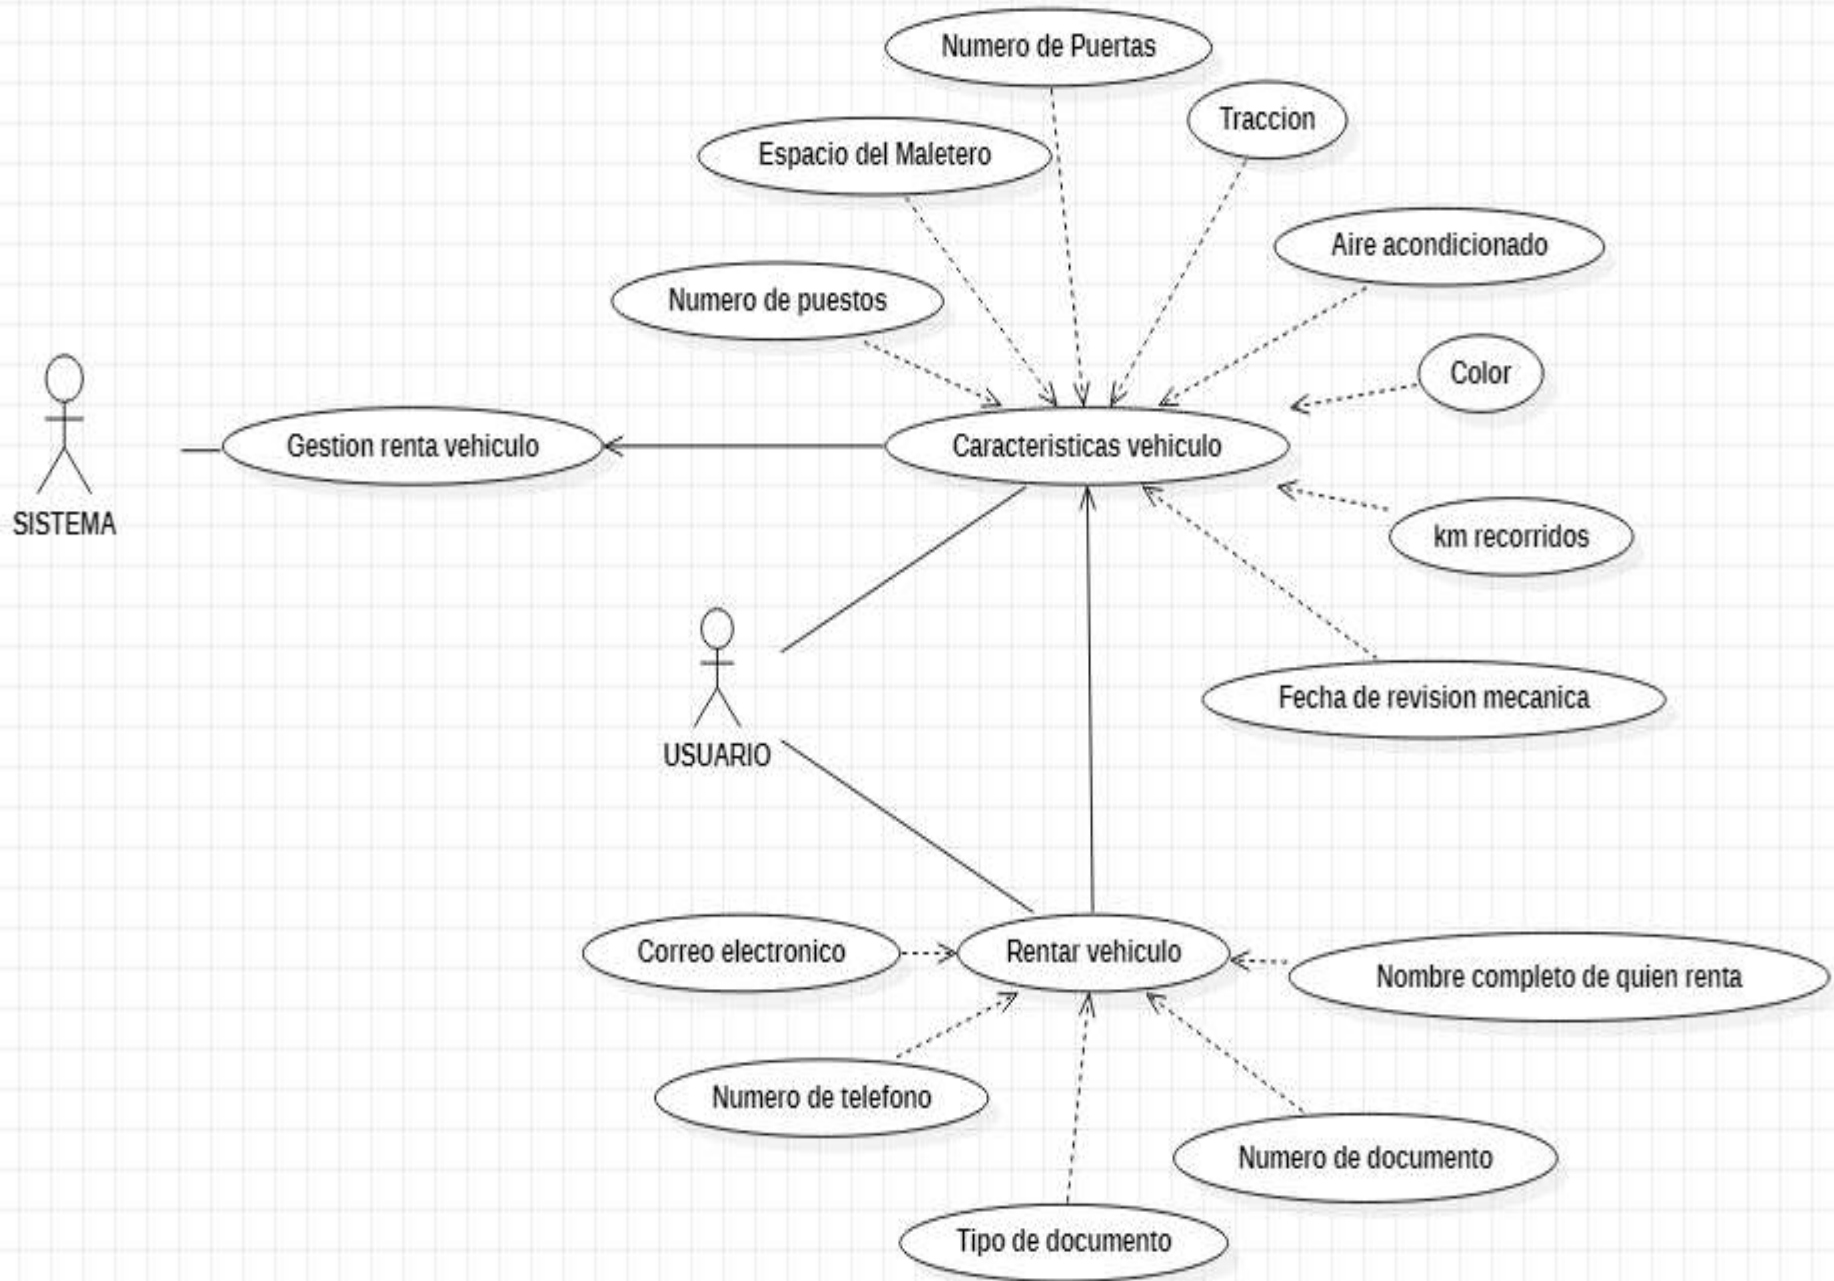 Numero de Puertas
Traccion
Espacio del Maletero
Aire acondicionado
Numero de puestos
Color
Gestion renta vehiculo
Caracteristicas vehiculo
SISTEMA
km recorridos
Fecha de revision mecanica
USUARIO
Correo electronico
Rentar vehiculo
Nombre completo de quien renta
Numero de telefono
Numero de documento
Tipo de documento